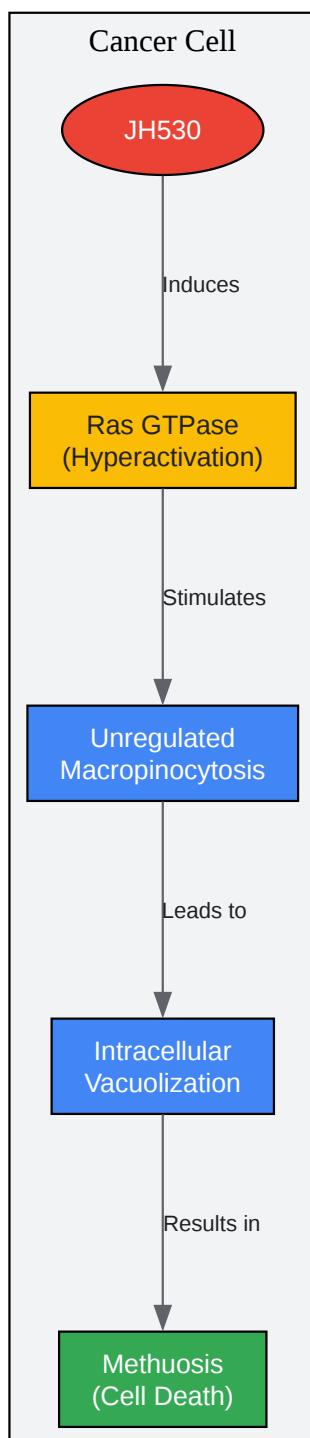 Cancer Cell
JH530
Induces
Ras GTPase
(Hyperactivation)
Stimulates
Unregulated
Macropinocytosis
Leads to
Intracellular
Vacuolization
Results in
Methuosis
(Cell Death)